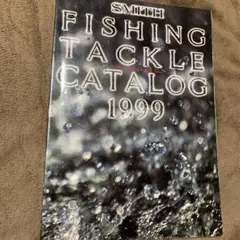 SMITH
FISHING
TACKLE
CATALOG
1999